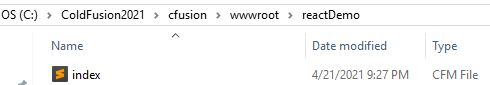 OS (C:) > ColdFusion2021 > cfusion > wwwroot > reactDemo
Name Date modified Type
index 4/21/2021 9:27 PM CFM File